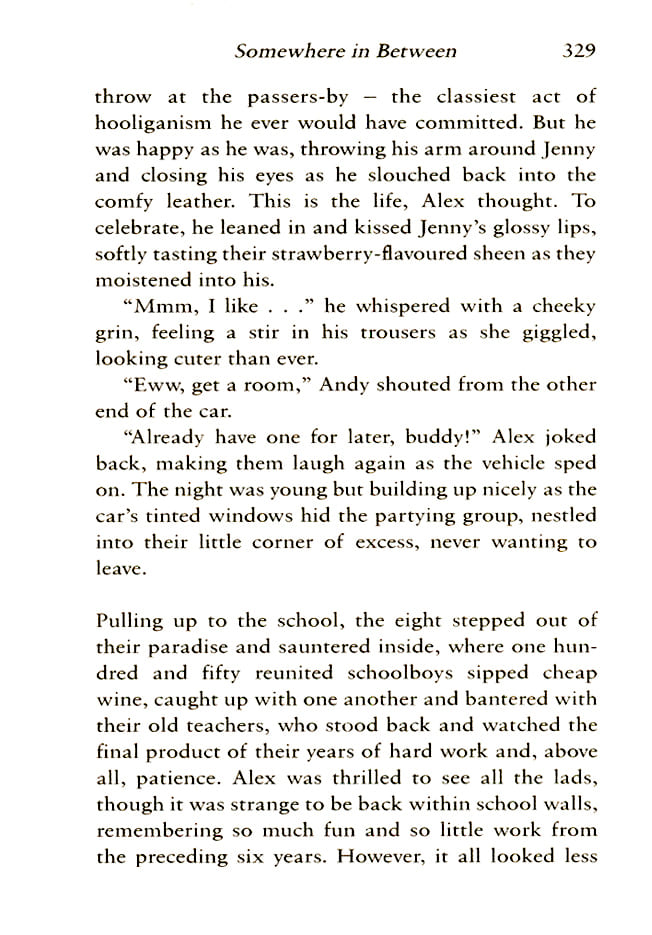 Somewhere in Between 329
throw at the passers-by – the classiest act of
hooliganism he ever would have committed. But he
was happy as he was, throwing his arm around Jenny
and closing his eyes as he slouched back into the
comfy leather. This is the life, Alex thought. To
celebrate, he leaned in and kissed Jenny’s glossy lips,
softly tasting their strawberry-flavoured sheen as they
moistened into his.
“Mmm, I like . . .” he whispered with a cheeky
grin, feeling a stir in his trousers as she giggled,
looking cuter than ever.
“Eww, get a room,” Andy shouted from the other
end of the car.
“Already have one for later, buddy!” Alex joked
back, making them laugh again as the vehicle sped
on. The night was young but building up nicely as the
car’s tinted windows hid the partying group, nestled
into their little corner of excess, never wanting to
leave.
Pulling up to the school, the eight stepped out of
their paradise and sauntered inside, where one hun-
dred and fifty reunited schoolboys sipped cheap
wine, caught up with one another and bantered with
their old teachers, who stood back and watched the
final product of their years of hard work and, above
all, patience. Alex was thrilled to see all the lads,
though it was strange to be back within school walls,
remembering so much fun and so little work from
the preceding six years. However, it all looked less